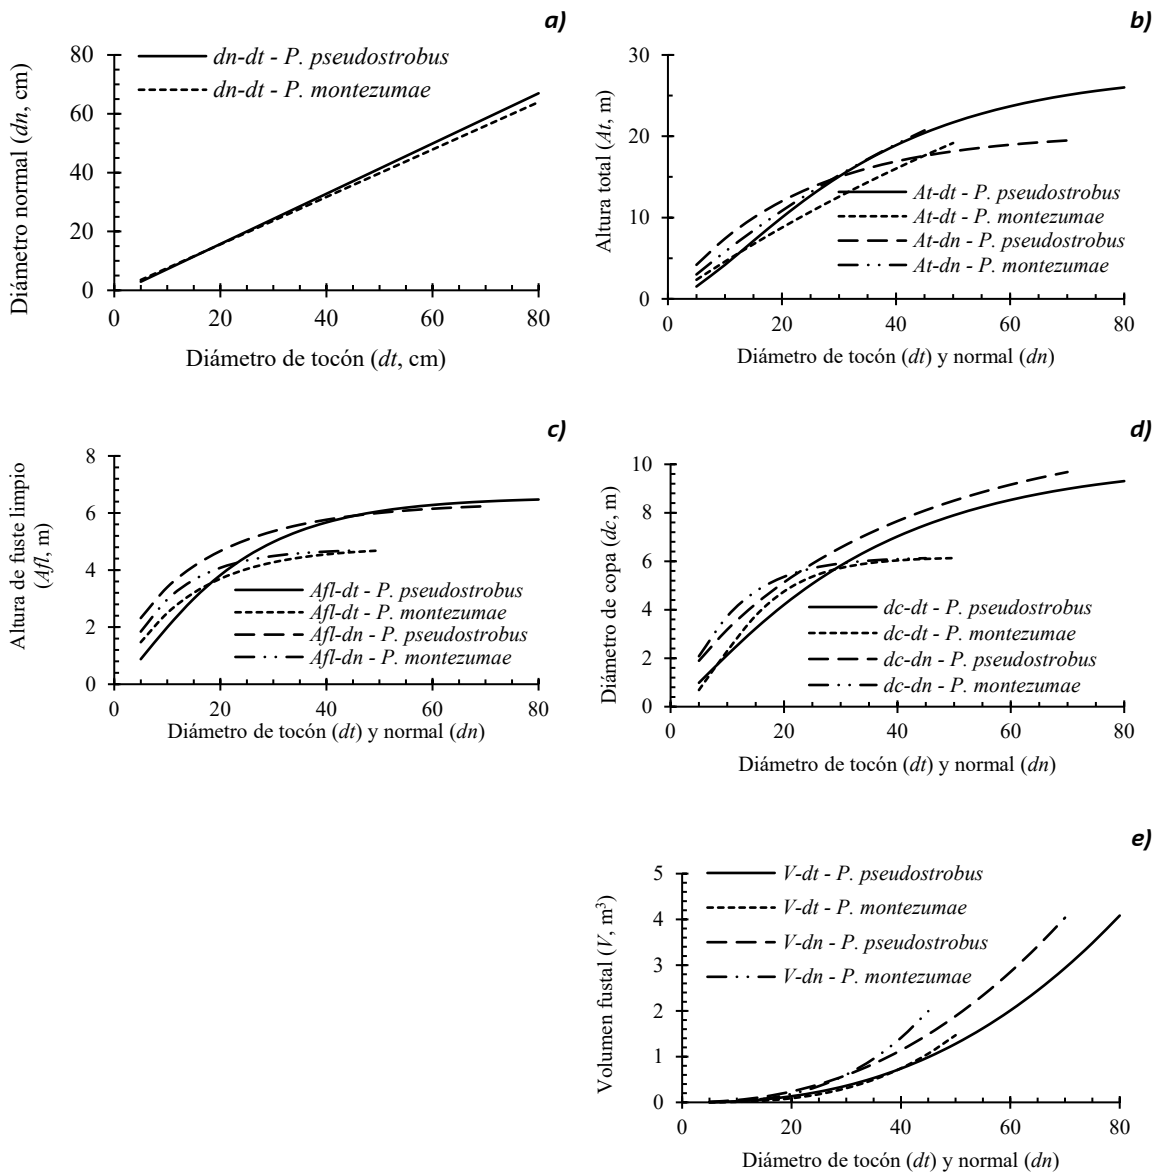 a)
80
60
40
20
0
Diámetro normal (dn, cm)
dn-dt - P. pseudostrobus
dn-dt - P. montezumae
0 20 40 60 80
Diámetro de tocón (dt, cm)
b)
30
20
10
0
Altura total (At, m)
At-dt - P. pseudostrobus
At-dt - P. montezumae
At-dn - P. pseudostrobus
At-dn - P. montezumae
0 20 40 60 80
Diámetro de tocón (dt) y normal (dn)
c)
8
6
4
2
0
Altura de fuste limpio
(Afl, m)
Afl-dt - P. pseudostrobus
Afl-dt - P. montezumae
Afl-dn - P. pseudostrobus
Afl-dn - P. montezumae
0 20 40 60 80
Diámetro de tocón (dt) y normal (dn)
d)
10
8
6
4
2
0
Diámetro de copa (dc, m)
dc-dt - P. pseudostrobus
dc-dt - P. montezumae
dc-dn - P. pseudostrobus
dc-dn - P. montezumae
0 20 40 60 80
Diámetro de tocón (dt) y normal (dn)
e)
5
4
3
2
1
0
Volumen fustal (V, m³)
V-dt - P. pseudostrobus
V-dt - P. montezumae
V-dn - P. pseudostrobus
V-dn - P. montezumae
0 20 40 60 80
Diámetro de tocón (dt) y normal (dn)